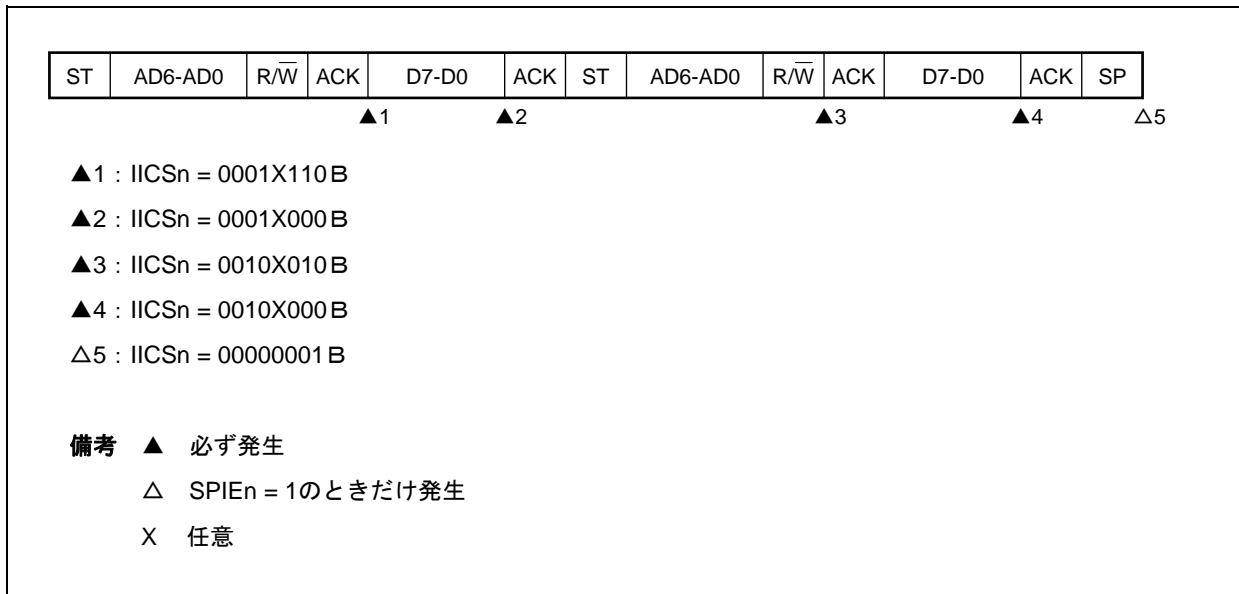 ST AD6-AD0 R/W̅ ACK D7-D0 ACK ST AD6-AD0 R/W̅ ACK D7-D0 ACK SP
▲1 ▲2 ▲3 ▲4 △5
▲1：IICSn = 0001X110B
▲2：IICSn = 0001X000B
▲3：IICSn = 0010X010B
▲4：IICSn = 0010X000B
△5：IICSn = 00000001B
備考 ▲ 必ず発生
△ SPIEn = 1のときだけ発生
X 任意